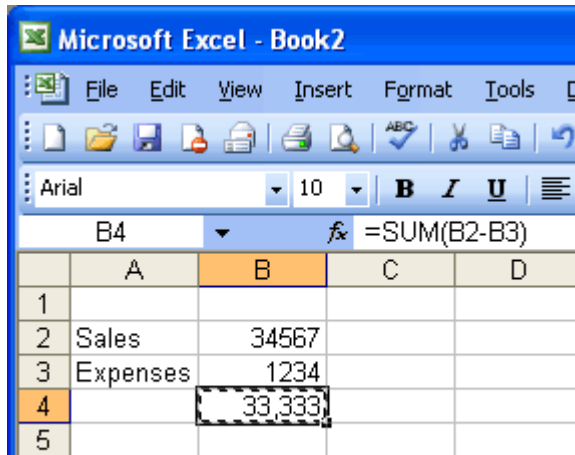 Microsoft Excel - Book2
File Edit View Insert Format Tools
ABC
Arial 10 B I U
B4 fx =SUM(B2-B3)
A B C D
1
2 Sales 34567
3 Expenses 1234
4 33,333
5